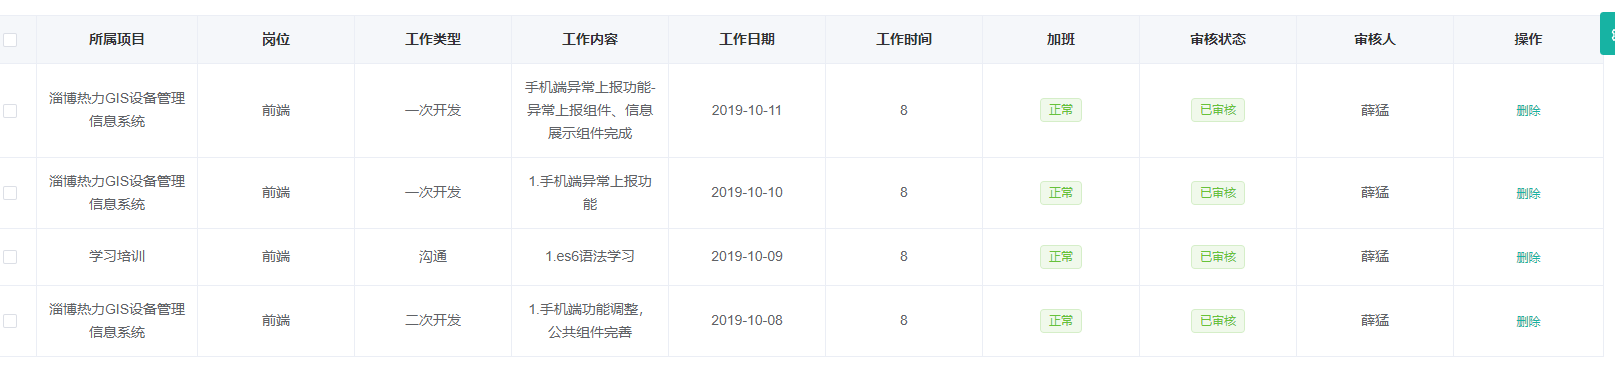 所属项目 岗位 工作类型 工作内容 工作日期 工作时间 加班 审核状态 审核人 操作
淄博热力GIS设备管理
信息系统
前端
一次开发
手机端异常上报功能-
异常上报组件、信息
展示组件完成
2019-10-11
8
正常
已审核
薛猛
删除
淄博热力GIS设备管理
信息系统
前端
一次开发
1.手机端异常上报功
能
2019-10-10
8
正常
已审核
薛猛
删除
学习培训
前端
沟通
1.es6语法学习
2019-10-09
8
正常
已审核
薛猛
删除
淄博热力GIS设备管理
信息系统
前端
二次开发
1.手机端功能调整，
公共组件完善
2019-10-08
8
正常
已审核
薛猛
删除